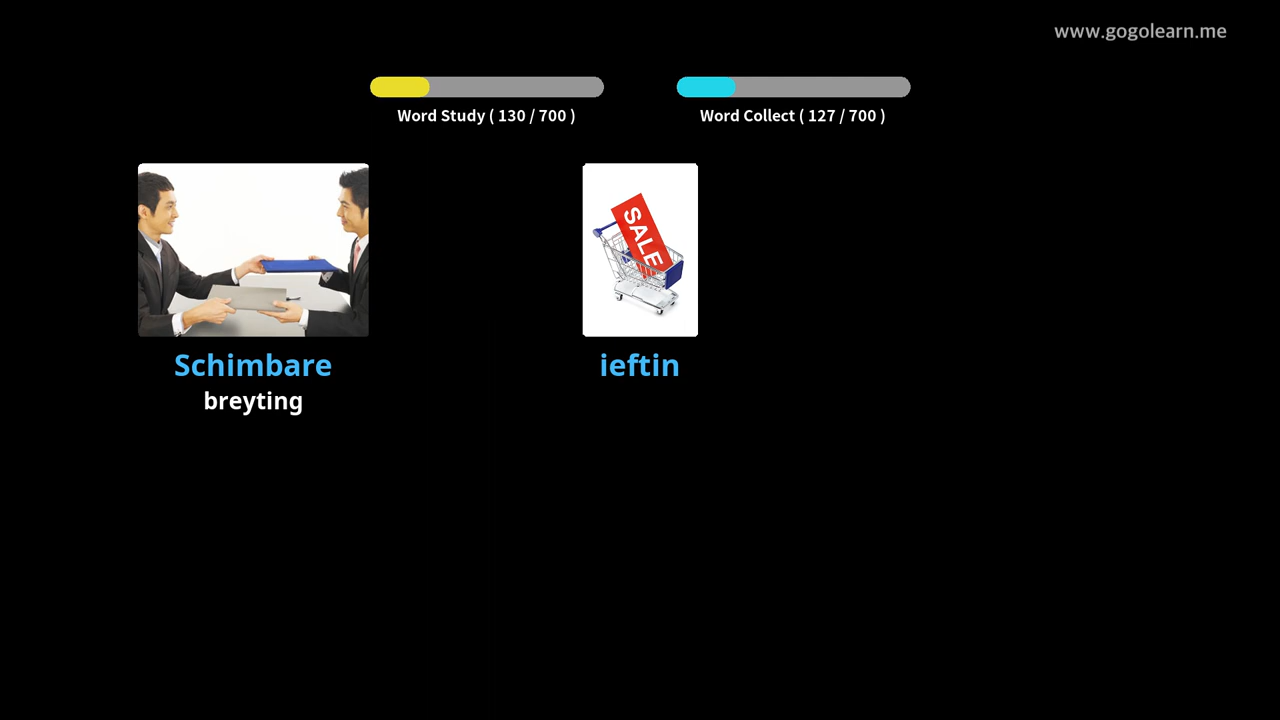 www.gogolearn.me
Word Study ( 130 / 700 )
Word Collect ( 127 / 700 )
SALE
Schimbare
ieftin
breyting